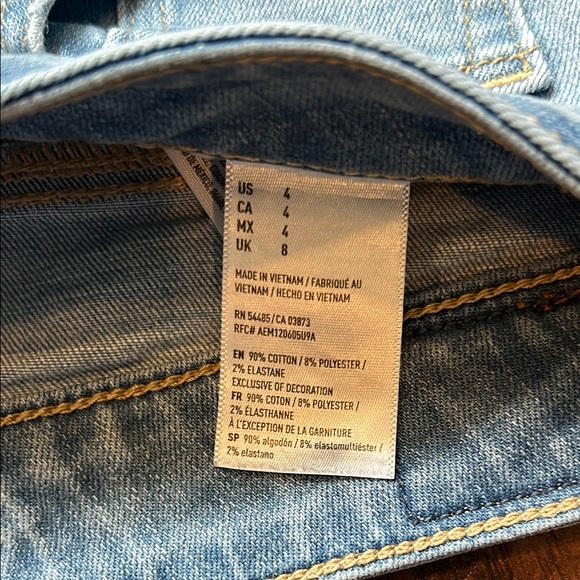 US 4
CA 4
MX 4
UK 8
MADE IN VIETNAM / FABRIQUÉ AU
VIETNAM / HECHO EN VIETNAM
RN 54485/CA 03873
RFC# AEM120605U9A
EN 90% COTTON / 8% POLYESTER /
2% ELASTANE
EXCLUSIVE OF DECORATION
FR 90% COTON / 8% POLYESTER /
2% ÉLASTHANNE
À L'EXCEPTION DE LA GARNITURE
SP 90% algodón / 8% elastomultiéster /
2% elastano